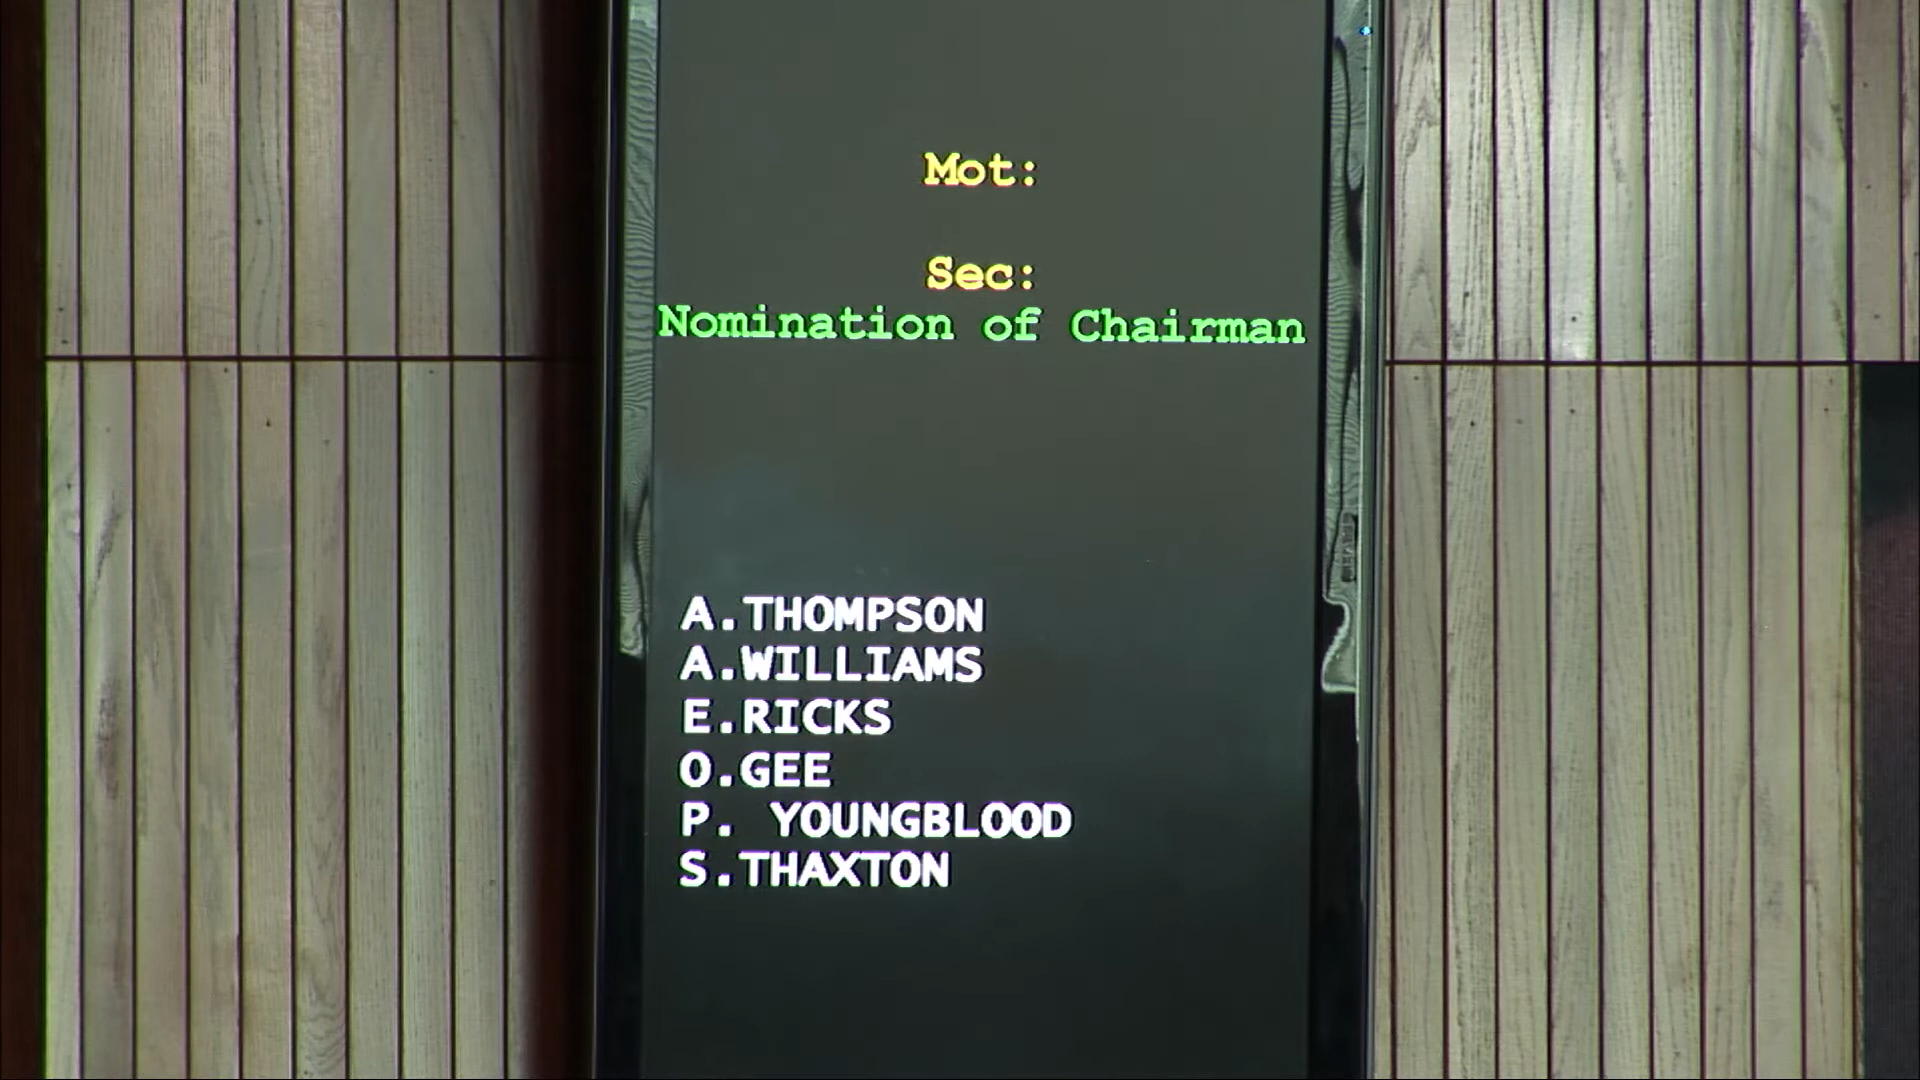 Mot:
Sec:
Nomination of Chairman
A.THOMPSON
A.WILLIAMS
E.RICKS
O.GEE
P. YOUNGBLOOD
S.THAXTON